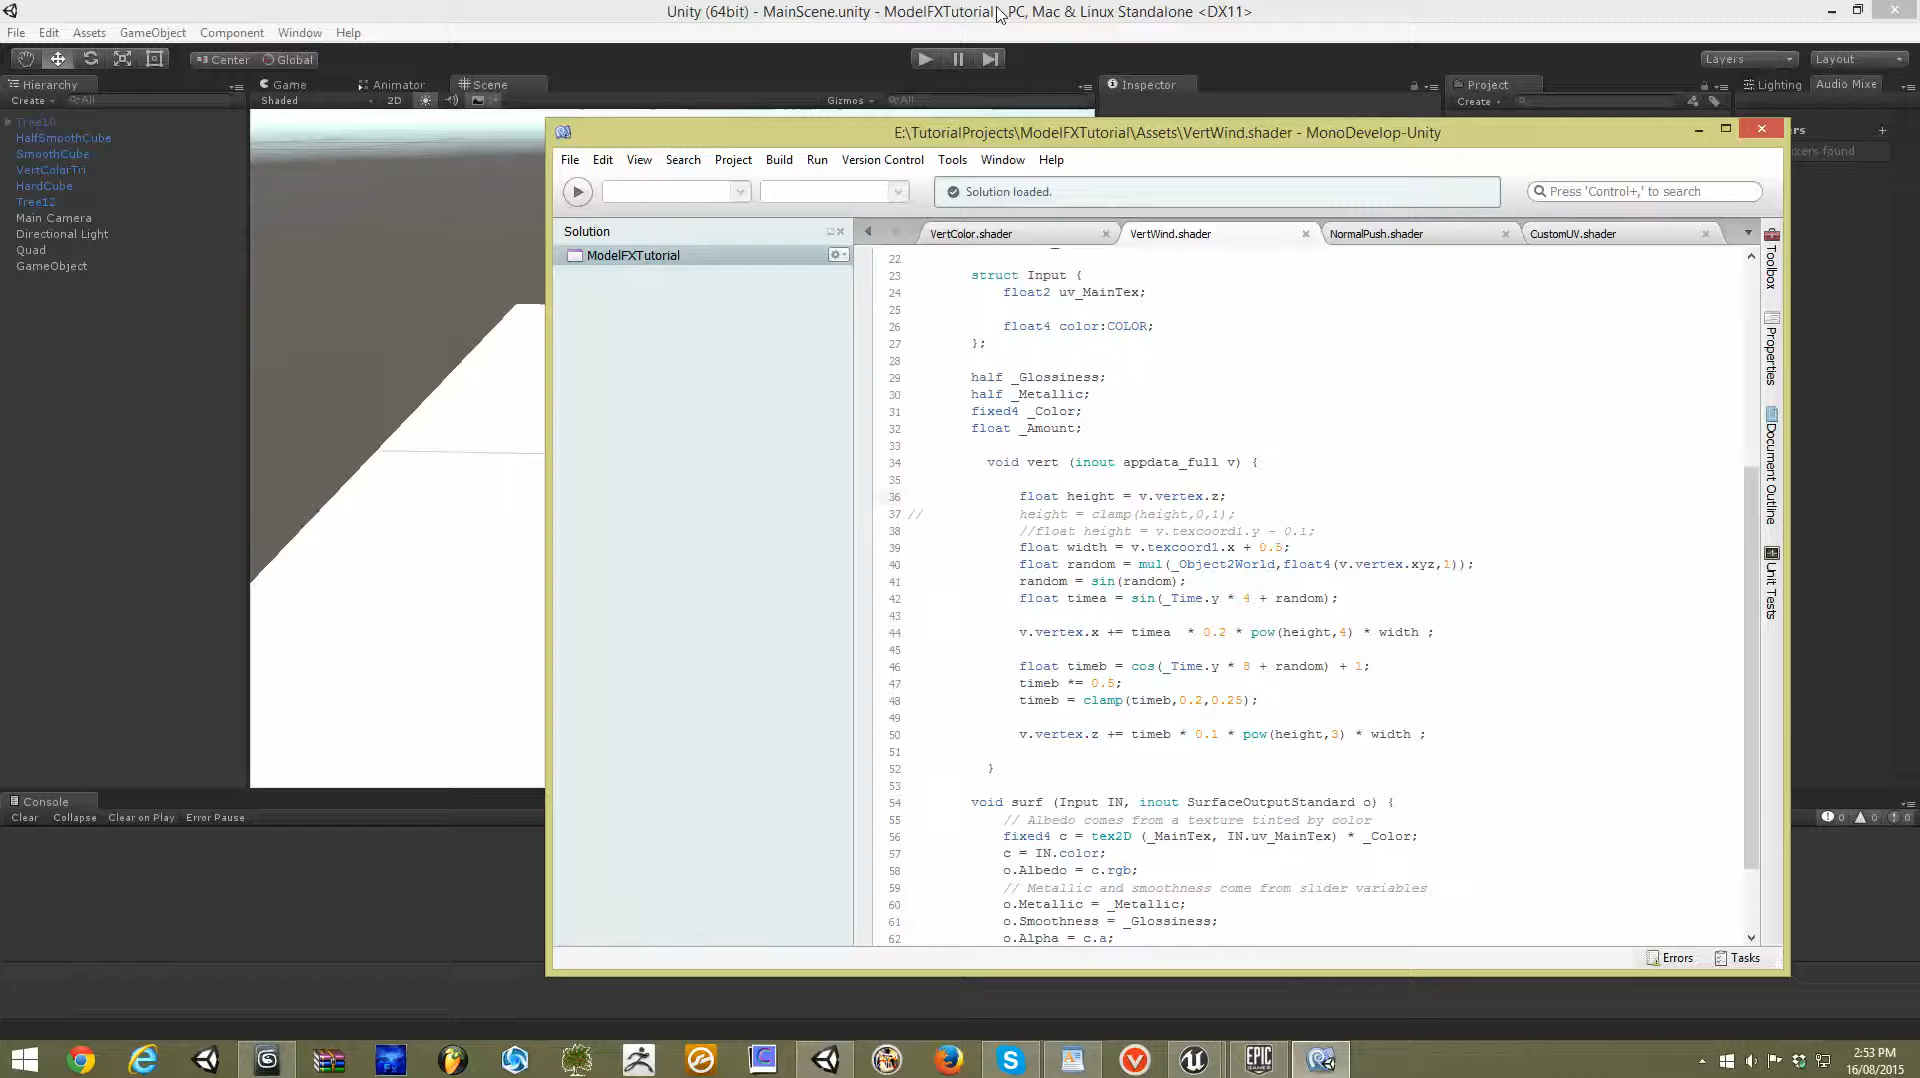 Unity (64bit) - MainScene.unity - ModelFXTutorial - PC, Mac & Linux Standalone <DX11>
File Edit Assets GameObject Component Window Help
Center Global
Layers Layout
Hierarchy
Game Animator Scene
Inspector
Project
Lighting Audio Mixe
Create All
Shaded 2D Gizmos All
Create
Tree10
HalfSmoothCube
SmoothCube
VertColorTri
HardCube
Tree12
Main Camera
Directional Light
Quad
GameObject
E:\TutorialProjects\ModelFXTutorial\Assets\VertWind.shader - MonoDevelop-Unity
File Edit View Search Project Build Run Version Control Tools Window Help
Solution loaded.
Press 'Control+,' to search
Solution
ModelFXTutorial
VertColor.shader VertWind.shader NormalPush.shader CustomUV.shader
22
23 struct Input {
24 float2 uv_MainTex;
25
26 float4 color:COLOR;
27 };
28
29 half _Glossiness;
30 half _Metallic;
31 fixed4 _Color;
32 float _Amount;
33
34 void vert (inout appdata_full v) {
35
36 float height = v.vertex.z;
37 // height = clamp(height,0,1);
38 //float height = v.texcoord1.y - 0.1;
39 float width = v.texcoord1.x + 0.5;
40 float random = mul(_Object2World,float4(v.vertex.xyz,1));
41 random = sin(random);
42 float timea = sin(_Time.y * 4 + random);
43
44 v.vertex.x += timea * 0.2 * pow(height,4) * width ;
45
46 float timeb = cos(_Time.y * 8 + random) + 1;
47 timeb *= 0.5;
48 timeb = clamp(timeb,0.2,0.25);
49
50 v.vertex.z += timeb * 0.1 * pow(height,3) * width ;
51
52 }
53
54 void surf (Input IN, inout SurfaceOutputStandard o) {
55 // Albedo comes from a texture tinted by color
56 fixed4 c = tex2D (_MainTex, IN.uv_MainTex) * _Color;
57 c = IN.color;
58 o.Albedo = c.rgb;
59 // Metallic and smoothness come from slider variables
60 o.Metallic = _Metallic;
61 o.Smoothness = _Glossiness;
62 o.Alpha = c.a;
Toolbox
Properties
Document Outline
Unit Tests
Errors Tasks
rs
xers found
Console
Clear Collapse Clear on Play Error Pause
0 0 0
EPIC GAMES
2:53 PM
16/08/2015